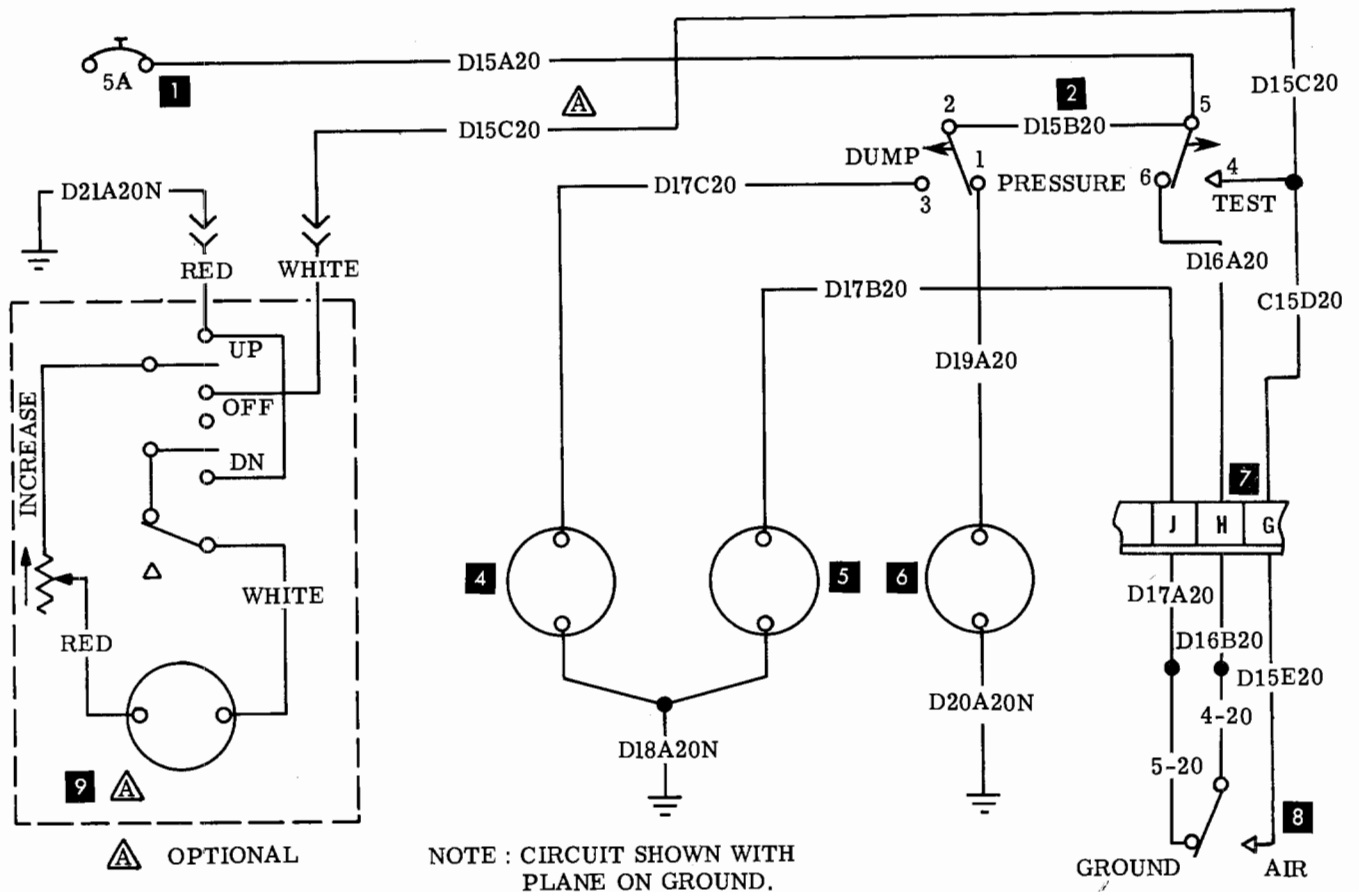 D15A20
5A
1
A
D15C20
D15C20
2
2
D15B20
5
DUMP
1
PRESSURE
6
4
TEST
3
D17C20
D21A20N
RED
WHITE
D16A20
C15D20
D17B20
D19A20
UP
OFF
DN
INCREASE
WHITE
RED
7
J
H
G
4
5
6
D17A20
D16B20
D15E20
4-20
5-20
D18A20N
D20A20N
9
A
8
GROUND
AIR
A OPTIONAL
NOTE : CIRCUIT SHOWN WITH
PLANE ON GROUND.